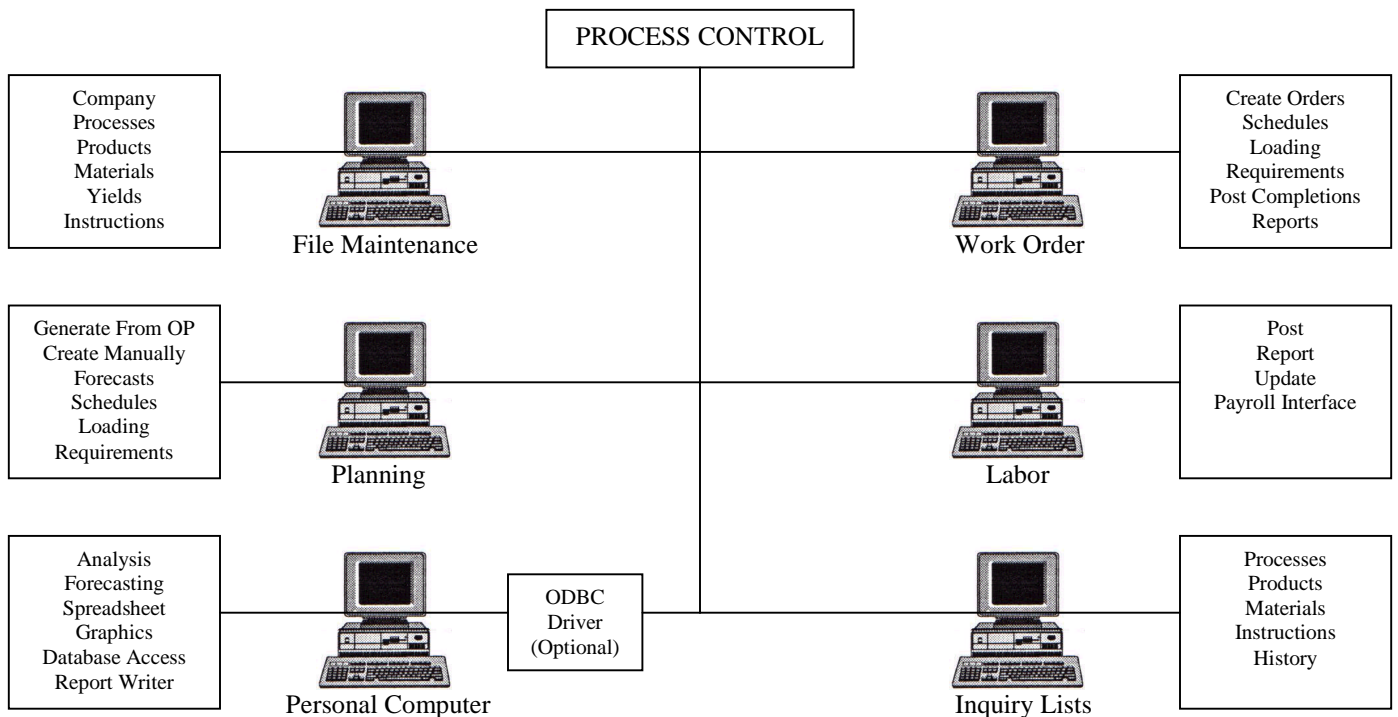 PROCESS CONTROL
Company
Processes
Products
Materials
Yields
Instructions
File Maintenance
Create Orders
Schedules
Loading
Requirements
Post Completions
Reports
Work Order
Generate From OP
Create Manually
Forecasts
Schedules
Loading
Requirements
Planning
Post
Report
Update
Payroll Interface
Labor
Analysis
Forecasting
Spreadsheet
Graphics
Database Access
Report Writer
Personal Computer
ODBC
Driver
(Optional)
Processes
Products
Materials
Instructions
History
Inquiry Lists